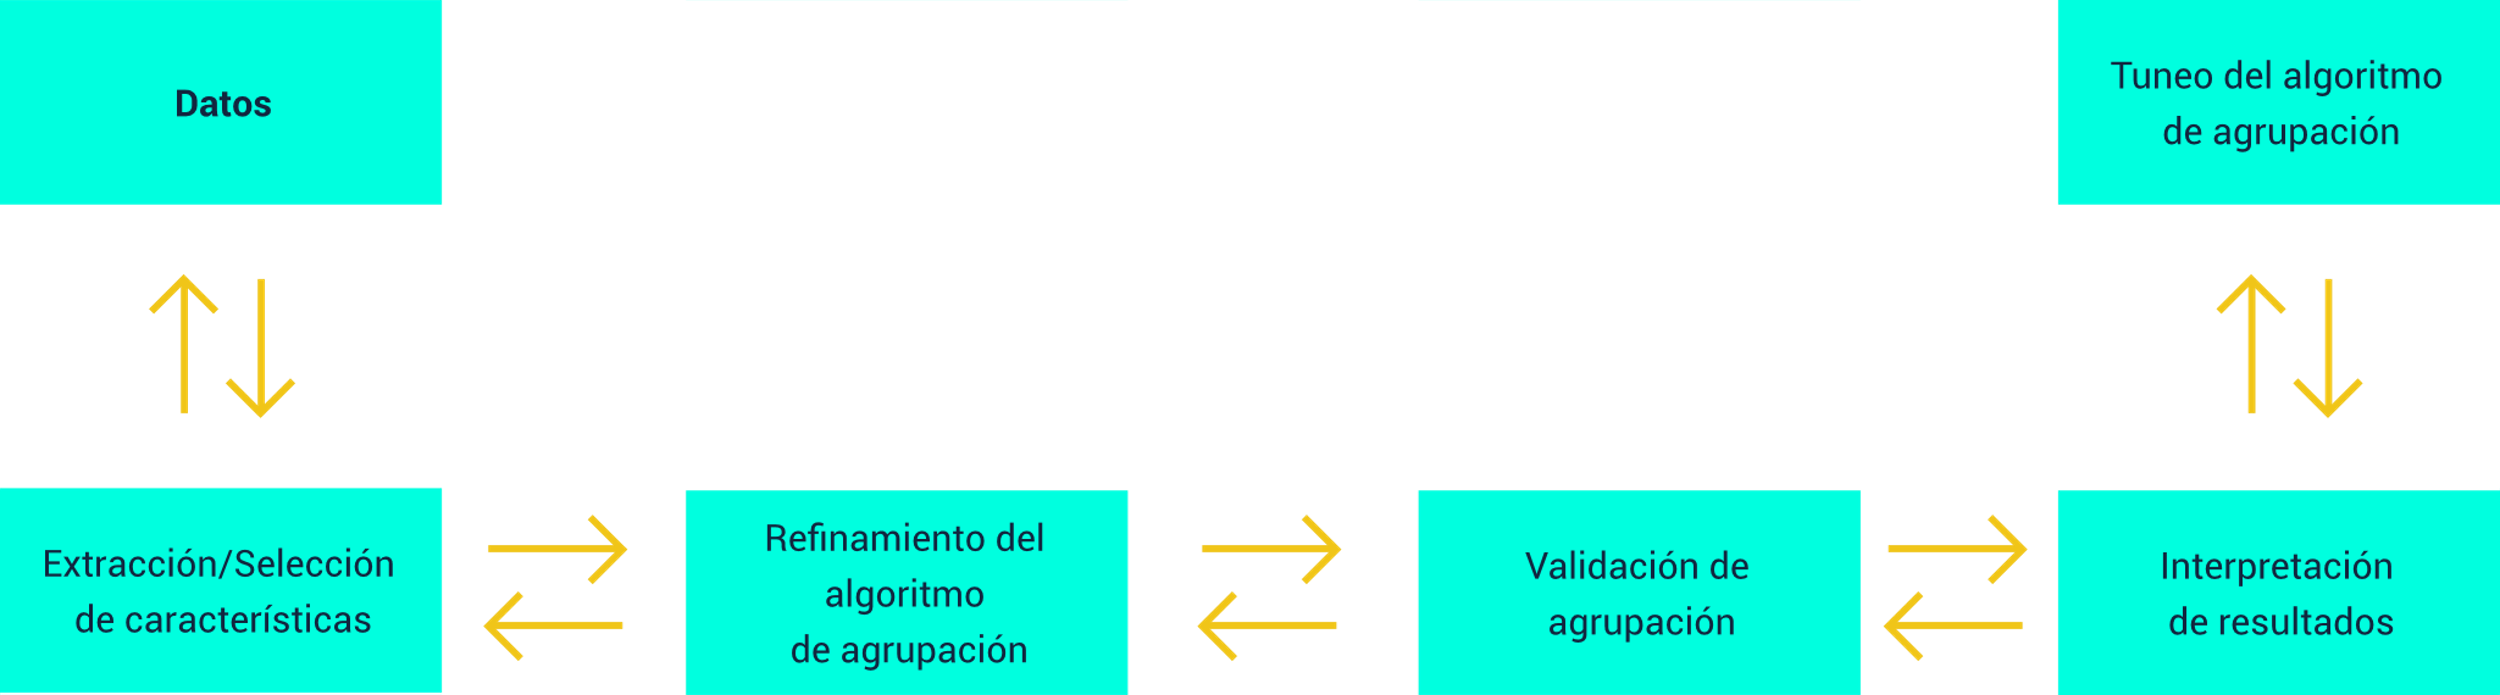 Datos
Tuneo del algoritmo
de agrupación
Extracción/Selección
de características
Refinamiento del
algoritmo
de agrupación
Validación de
agrupación
Interpretación
de resultados